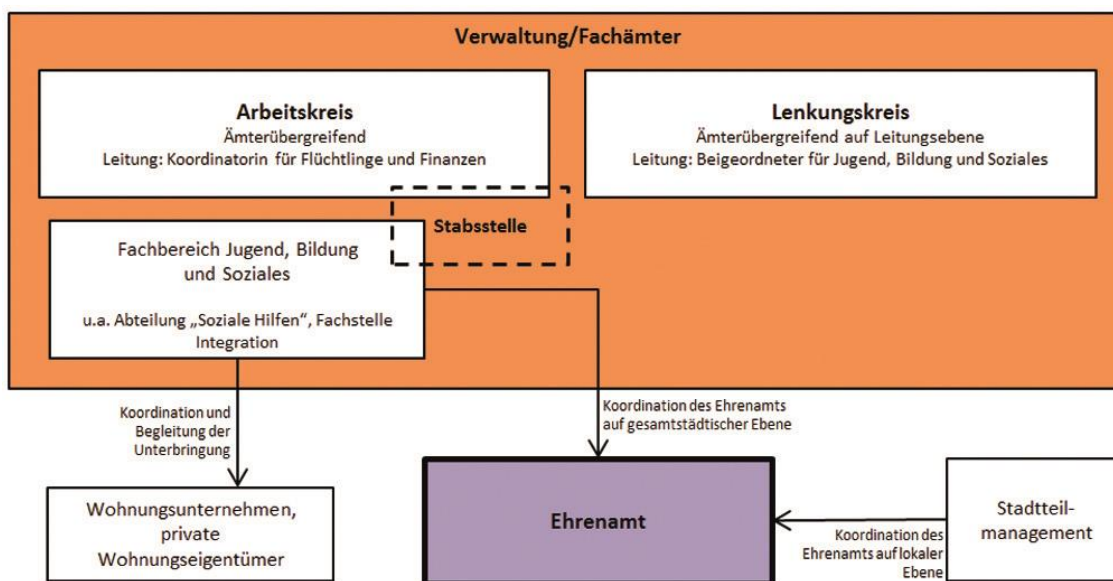 Verwaltung/Fachämter
Arbeitskreis
Ämterübergreifend
Leitung: Koordinatorin für Flüchtlinge und Finanzen
Lenkungskreis
Ämterübergreifend auf Leitungsebene
Leitung: Beigeordneter für Jugend, Bildung und Soziales
Stabsstelle
Fachbereich Jugend, Bildung
und Soziales
u.a. Abteilung „Soziale Hilfen“, Fachstelle
Integration
Koordination und
Begleitung der
Unterbringung
Koordination des Ehrenamts
auf gesamtstädtischer Ebene
Wohnungsunternehmen,
private
Wohnungseigentümer
Ehrenamt
Koordination des
Ehrenamts auf lokaler
Ebene
Stadtteil-
management